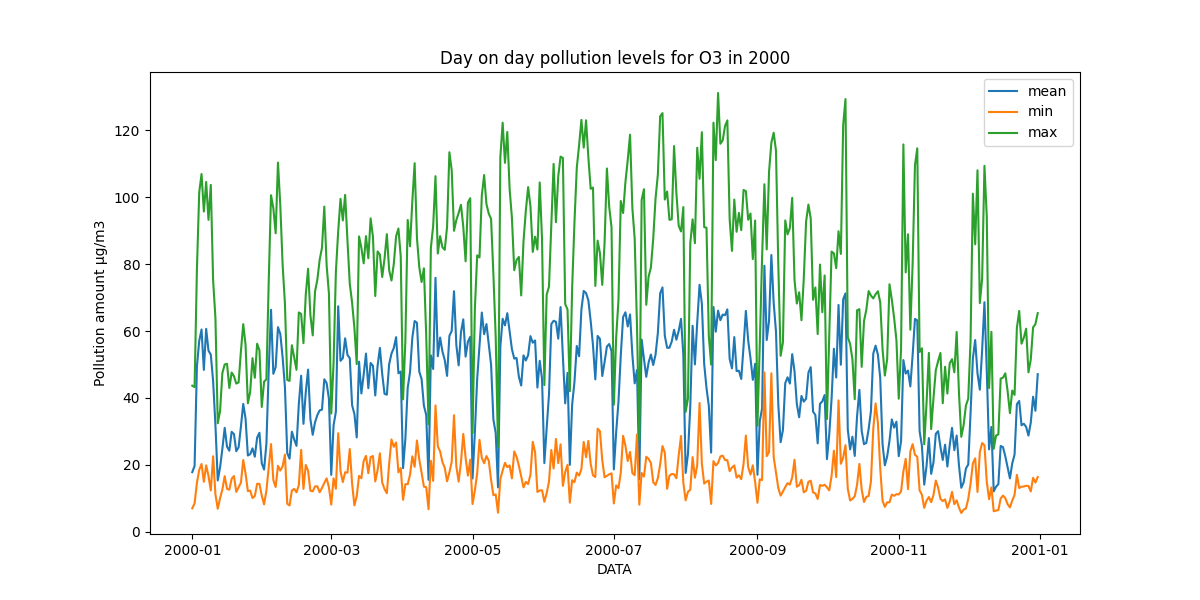 Day on day pollution levels for O3 in 2000
mean
min
max
120
100
80
60
40
20
0
Pollution amount µg/m3
2000-01
2000-03
2000-05
2000-07
2000-09
2000-11
2001-01
DATA